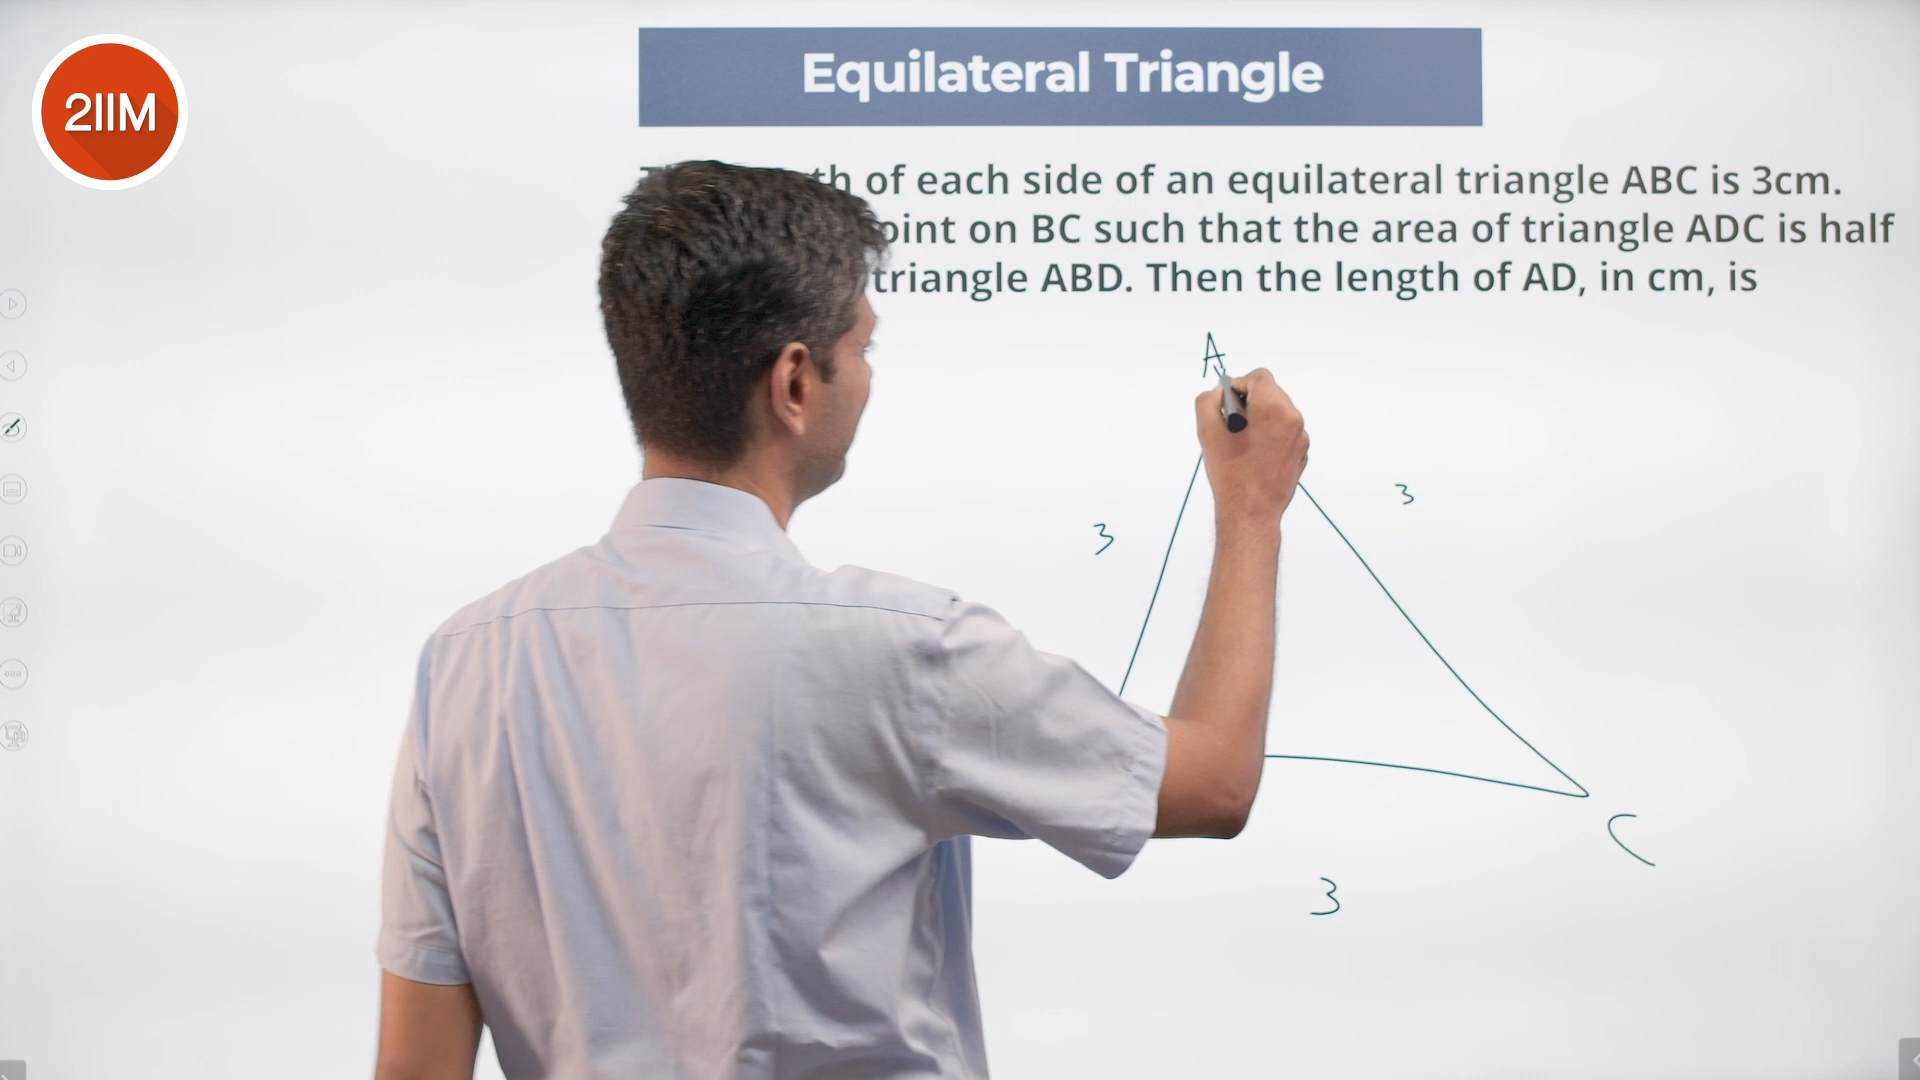 2IIM
Equilateral Triangle
of each side of an equilateral triangle ABC is 3cm.
on BC such that the area of triangle ADC is half
triangle ABD. Then the length of AD, in cm, is
A
3
3
C
3